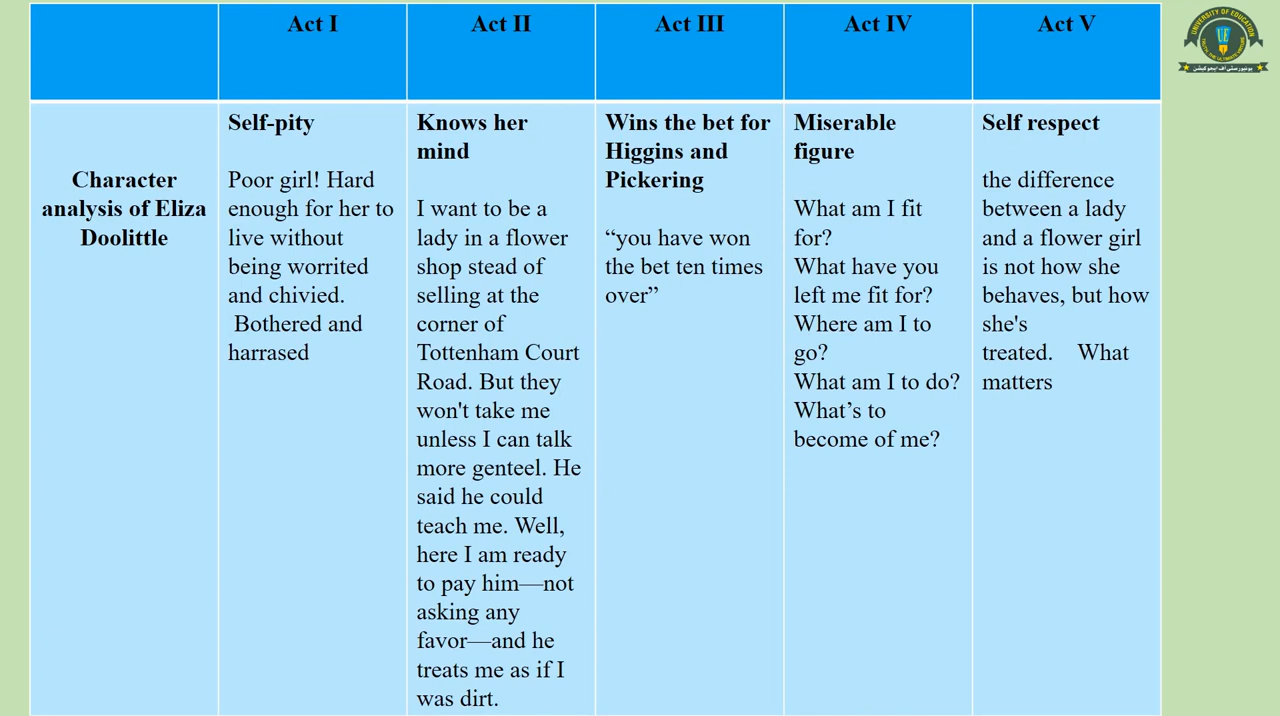 Act I
Act II
Act III
Act IV
Act V
Character
analysis of Eliza
Doolittle
Self-pity
Poor girl! Hard
enough for her to
live without
being worrited
and chivied.
Bothered and
harrased
Knows her
mind
I want to be a
lady in a flower
shop stead of
selling at the
corner of
Tottenham Court
Road. But they
won't take me
unless I can talk
more genteel. He
said he could
teach me. Well,
here I am ready
to pay him—not
asking any
favor—and he
treats me as if I
was dirt.
Wins the bet for
Higgins and
Pickering
“you have won
the bet ten times
over”
Miserable
figure
What am I fit
for?
What have you
left me fit for?
Where am I to
go?
What am I to do?
What’s to
become of me?
Self respect
the difference
between a lady
and a flower girl
is not how she
behaves, but how
she's
treated. What
matters
UNIVERSITY OF EDUCATION
UE
یونیورسٹی آف ایجوکیشن